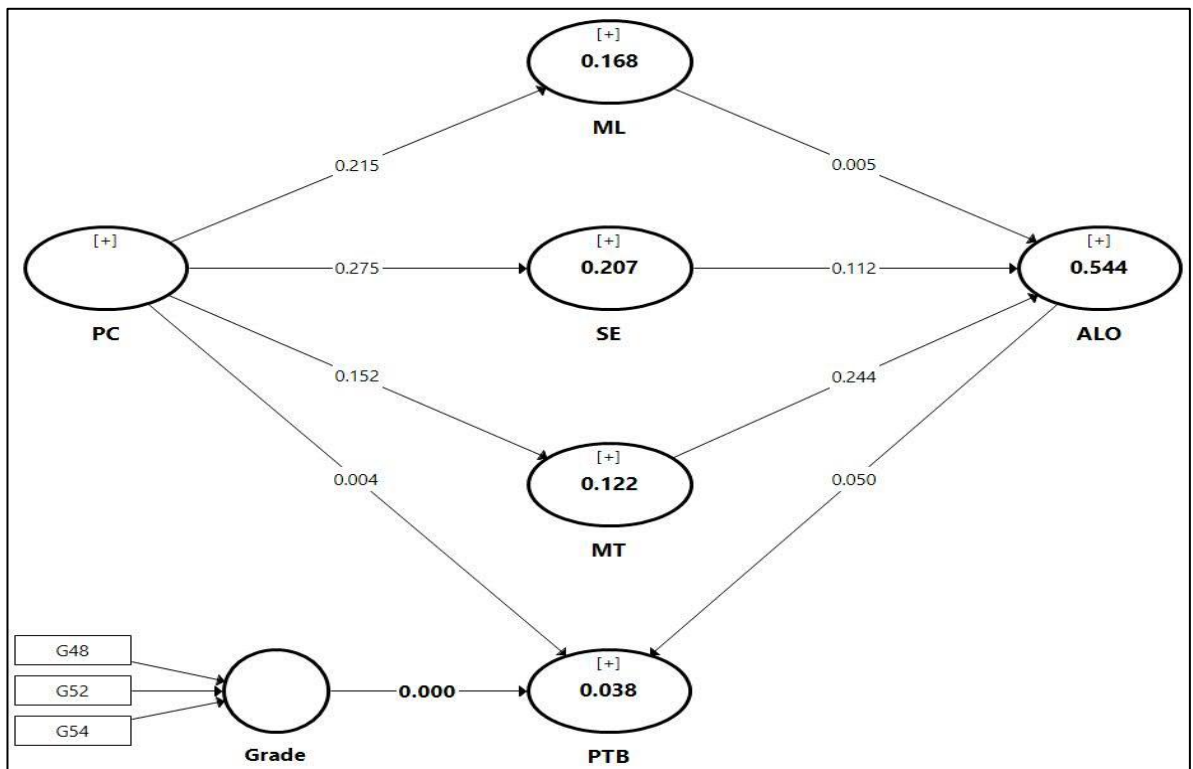 [+]
0.168
ML
0.215
0.005
[+]
PC
0.275
[+]
0.207
SE
0.112
[+]
0.544
ALO
0.152
0.244
[+]
0.122
MT
0.004
0.050
G48
G52
G54
Grade
0.000
[+]
0.038
PTB